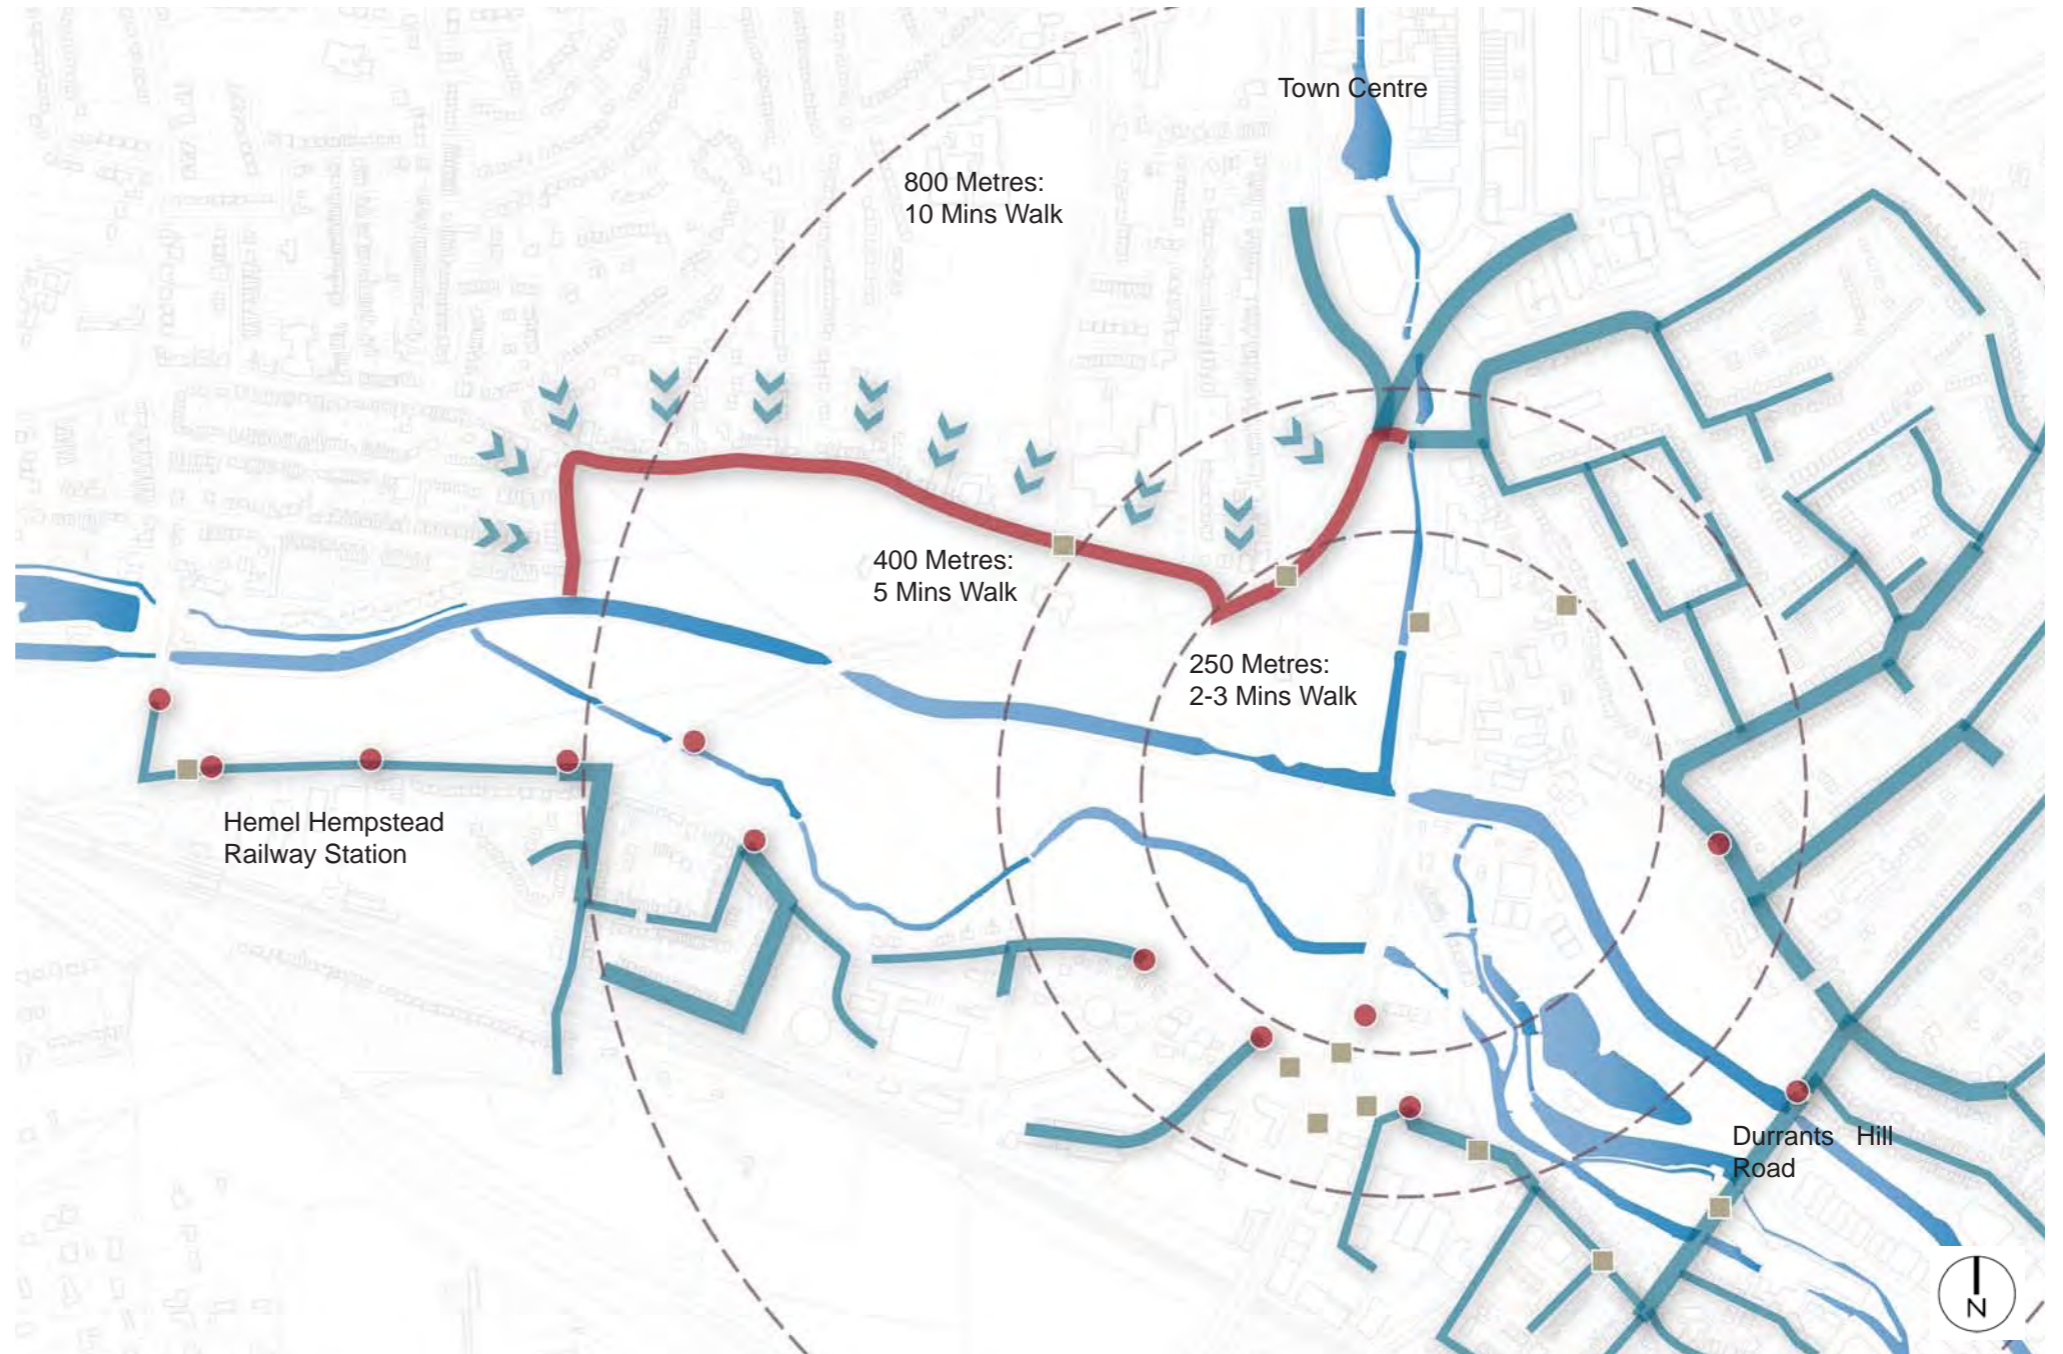 Town Centre
800 Metres:
10 Mins Walk
400 Metres:
5 Mins Walk
250 Metres:
2-3 Mins Walk
Hemel Hempstead
Railway Station
Durrants Hill
Road
N